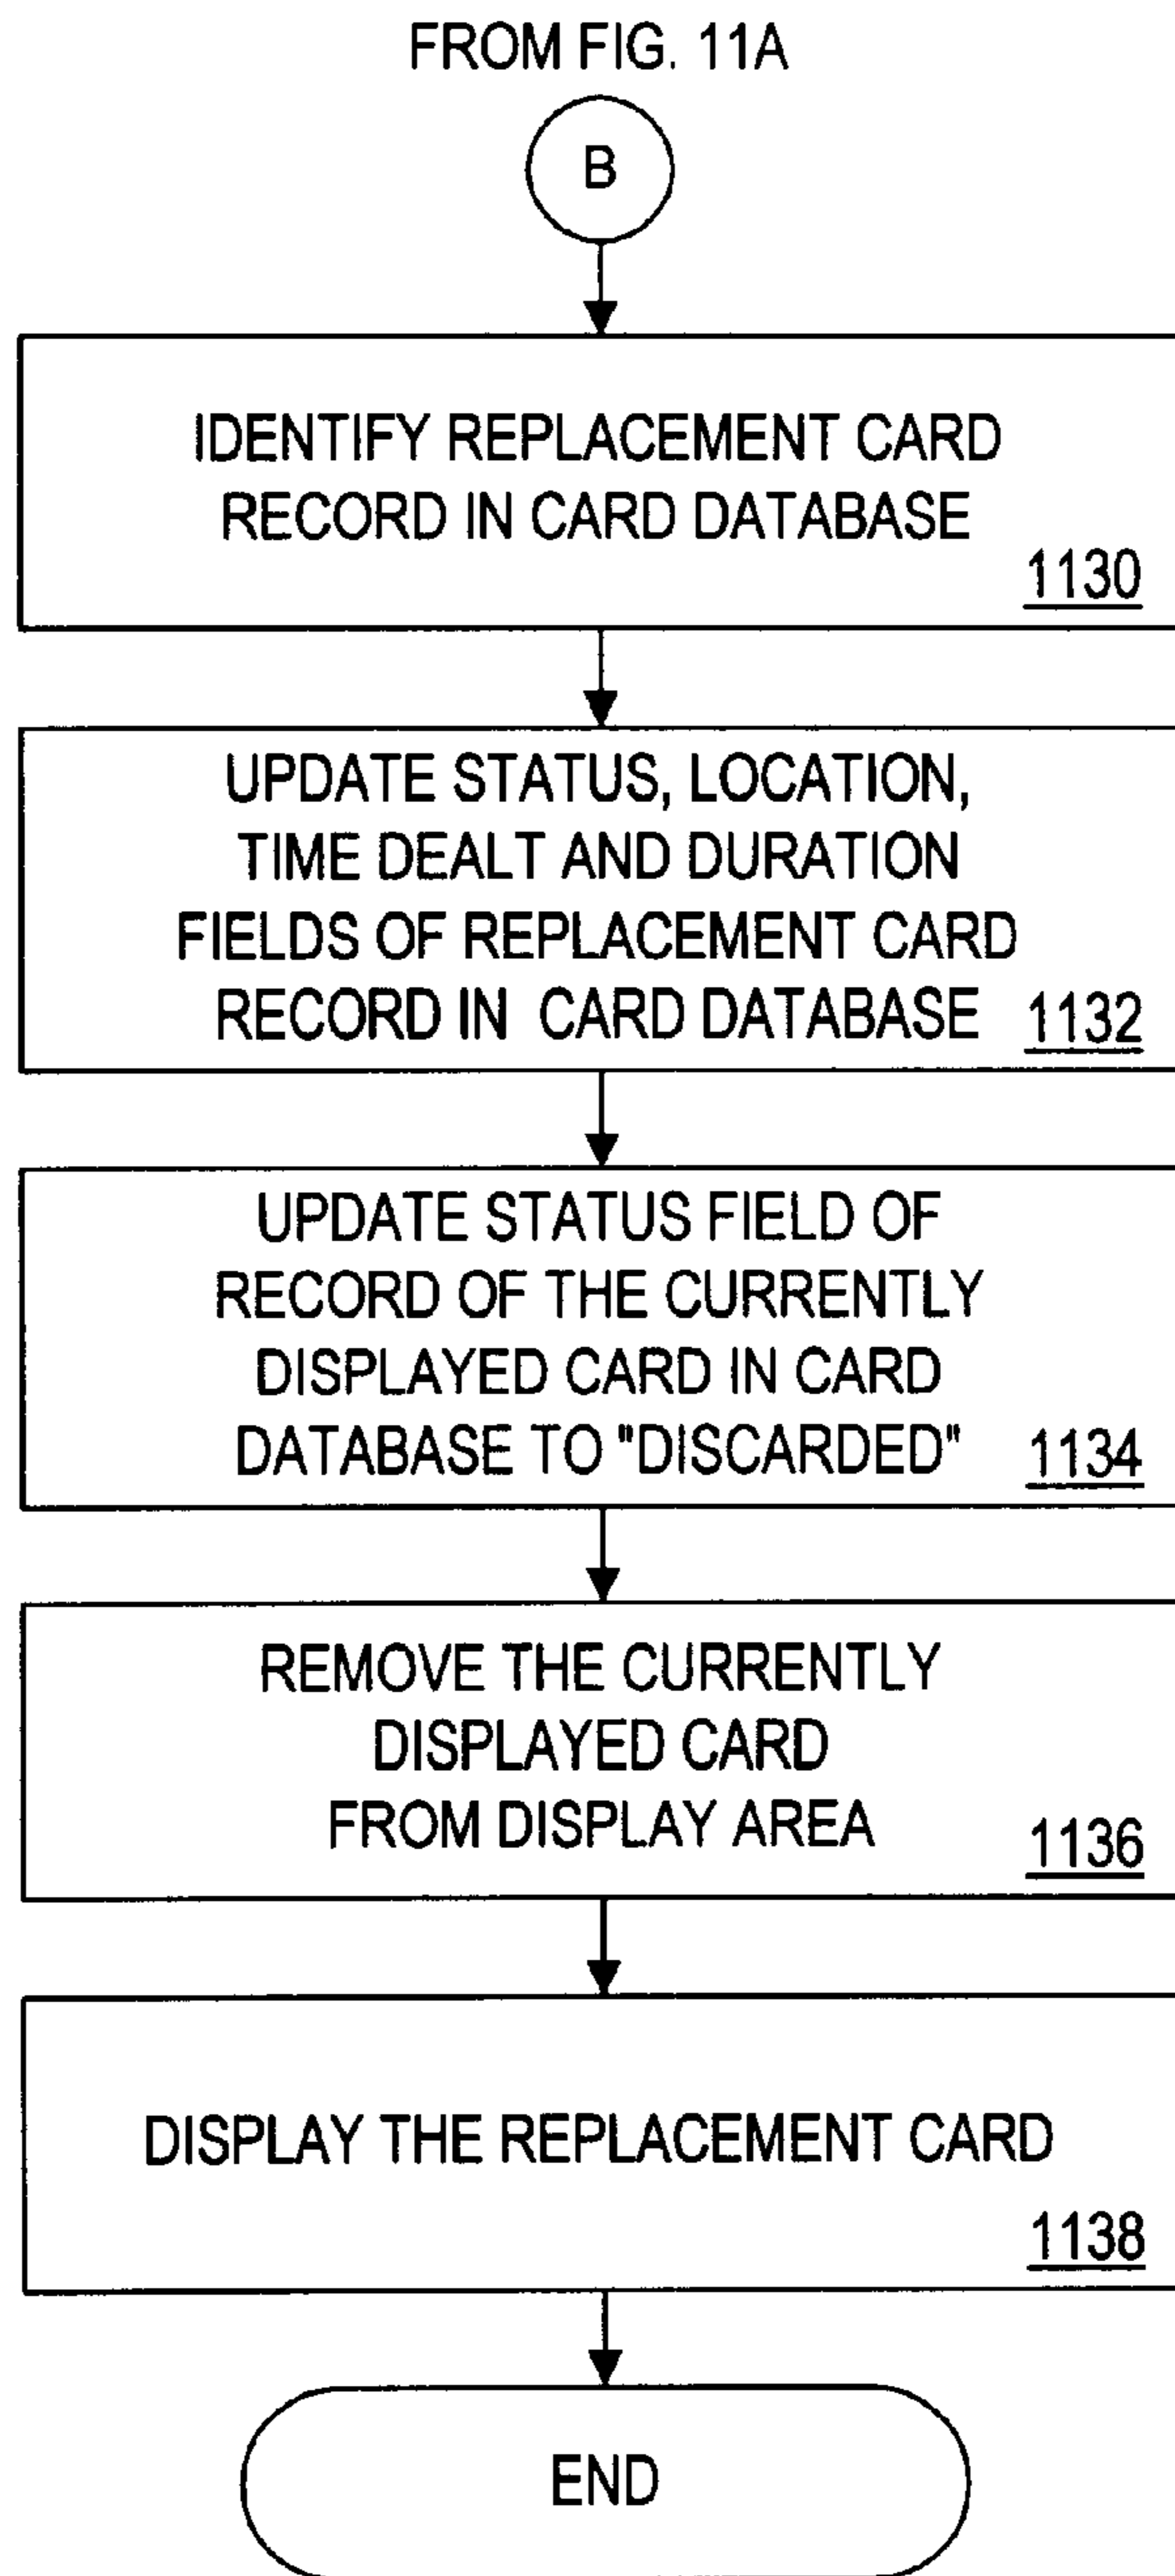 FROM FIG. 11A
B
IDENTIFY REPLACEMENT CARD
RECORD IN CARD DATABASE
1130
UPDATE STATUS, LOCATION,
TIME DEALT AND DURATION
FIELDS OF REPLACEMENT CARD
RECORD IN CARD DATABASE 1132
UPDATE STATUS FIELD OF
RECORD OF THE CURRENTLY
DISPLAYED CARD IN CARD
DATABASE TO "DISCARDED" 1134
REMOVE THE CURRENTLY
DISPLAYED CARD
FROM DISPLAY AREA 1136
DISPLAY THE REPLACEMENT CARD
1138
END